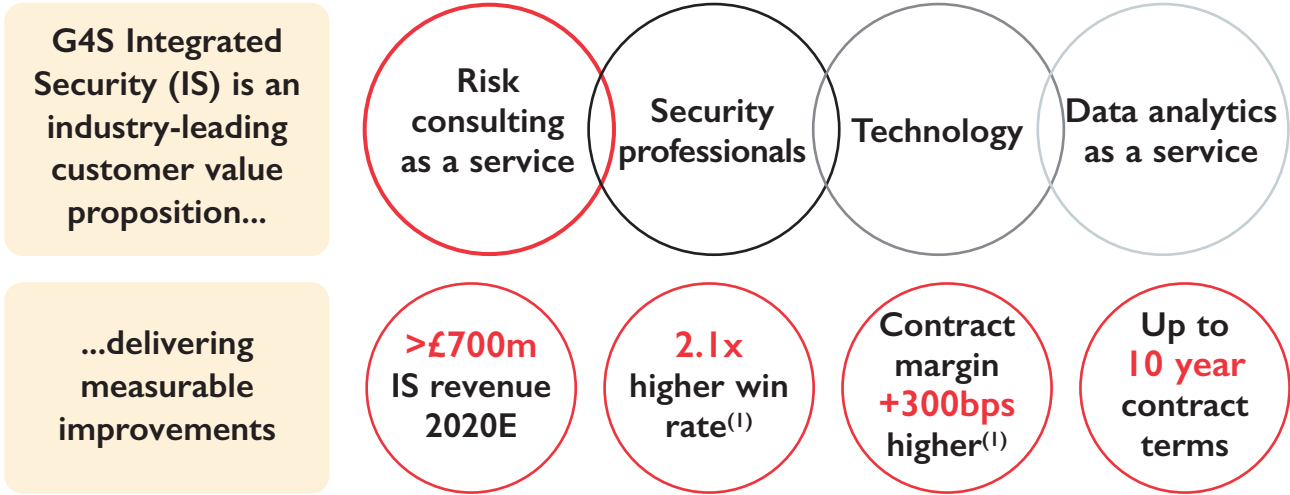 G4S Integrated
Security (IS) is an
industry-leading
customer value
proposition...
Risk
consulting
as a service
Security
professionals
Technology
Data analytics
as a service
...delivering
measurable
improvements
>£700m
IS revenue
2020E
2.1x
higher win
rate(1)
Contract
margin
+300bps
higher(1)
Up to
10 year
contract
terms